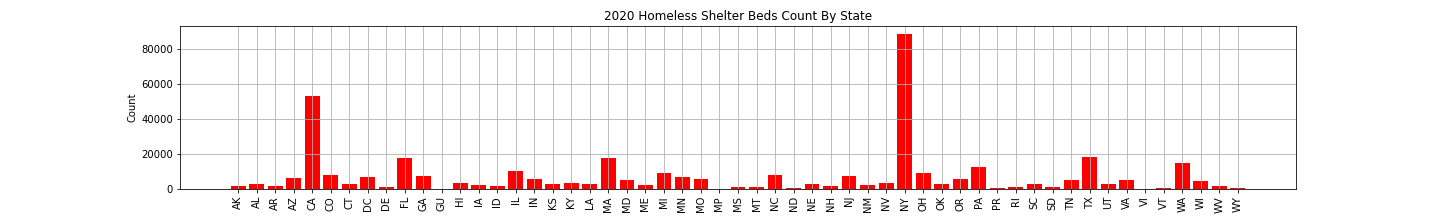 2020 Homeless Shelter Beds Count By State
Count
80000
60000
40000
20000
0
AK AL AR AZ CA CO CT DC DE FL GA GU HI IA ID IL IN KS KY LA MA MD ME MI MN MO MP MS MT NC ND NE NH NJ NM NV NY OH OK OR PA PR RI SC SD TN TX UT VA VI VT WA WI WV WY